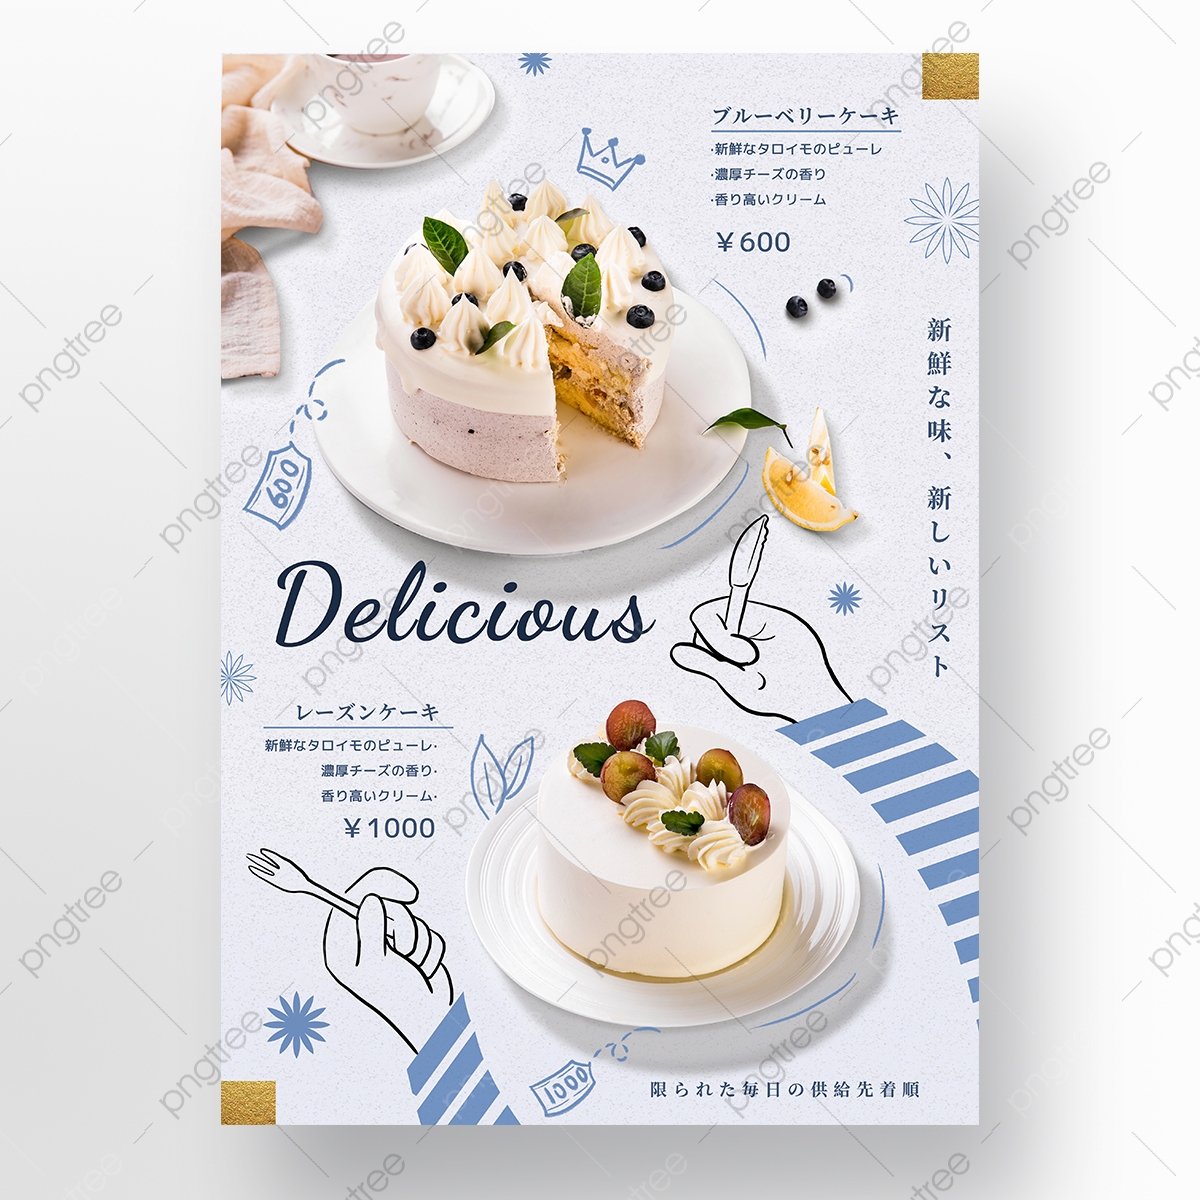 ブルーベリーケーキ
·新鮮なタロイモのピューレ
·濃厚チーズの香り
·香り高いクリーム
￥600
新鮮な味、新しいリスト
600
Delicious
レーズンケーキ
新鮮なタロイモのピューレ·
濃厚チーズの香り·
香り高いクリーム·
￥1000
1000
限られた毎日の供給先着順
pngtree